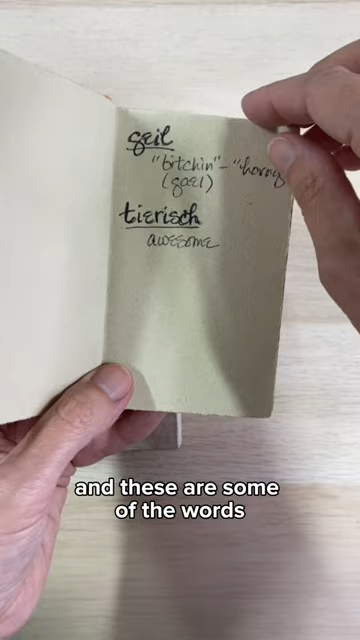 geil
"bitchin" - "horny
(gael)
tierisch
awesome
and these are some
of the words